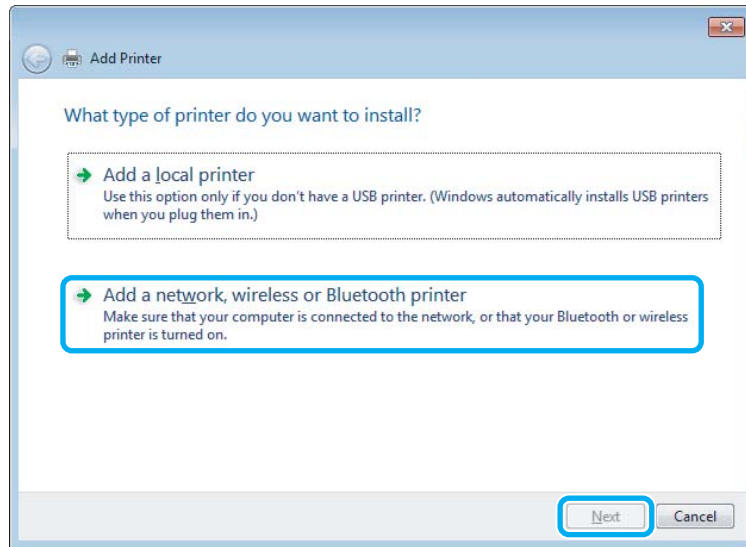 Add Printer
What type of printer do you want to install?
Add a local printer
Use this option only if you don't have a USB printer. (Windows automatically installs USB printers
when you plug them in.)
Add a network, wireless or Bluetooth printer
Make sure that your computer is connected to the network, or that your Bluetooth or wireless
printer is turned on.
Next Cancel